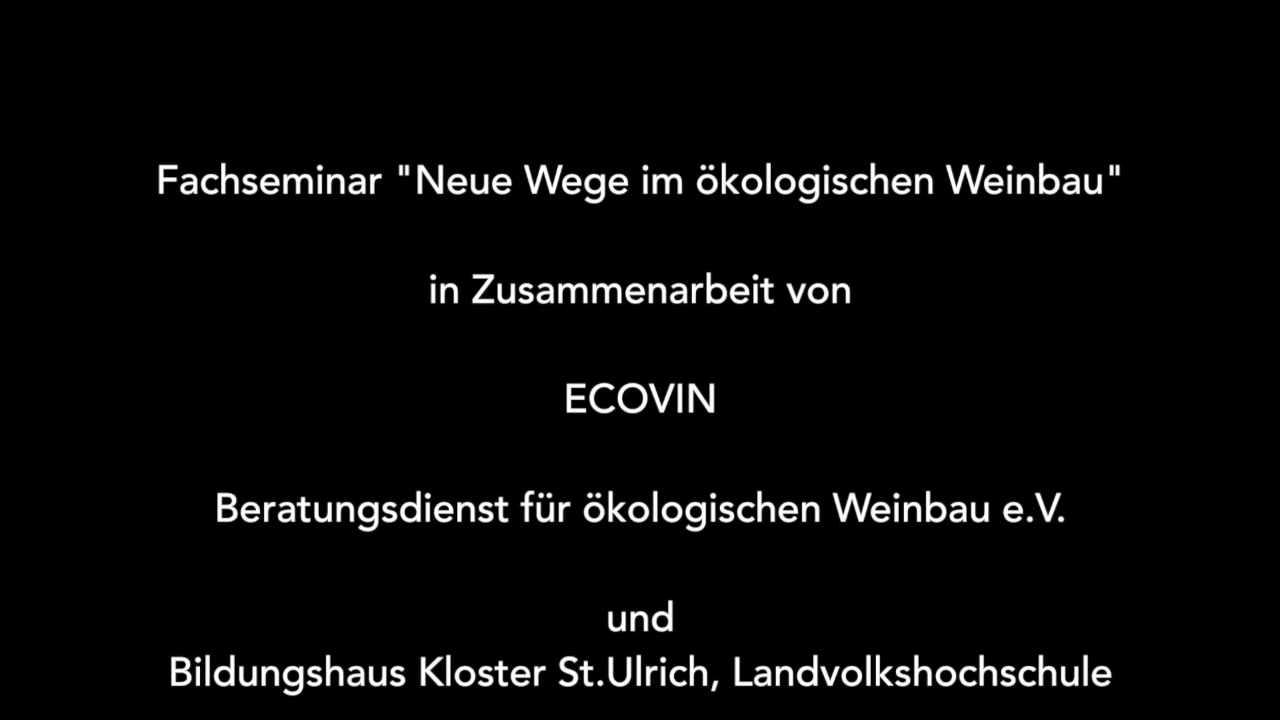 Fachseminar "Neue Wege im ökologischen Weinbau"
in Zusammenarbeit von
ECOVIN
Beratungsdienst für ökologischen Weinbau e.V.
und
Bildungshaus Kloster St.Ulrich, Landvolkshochschule